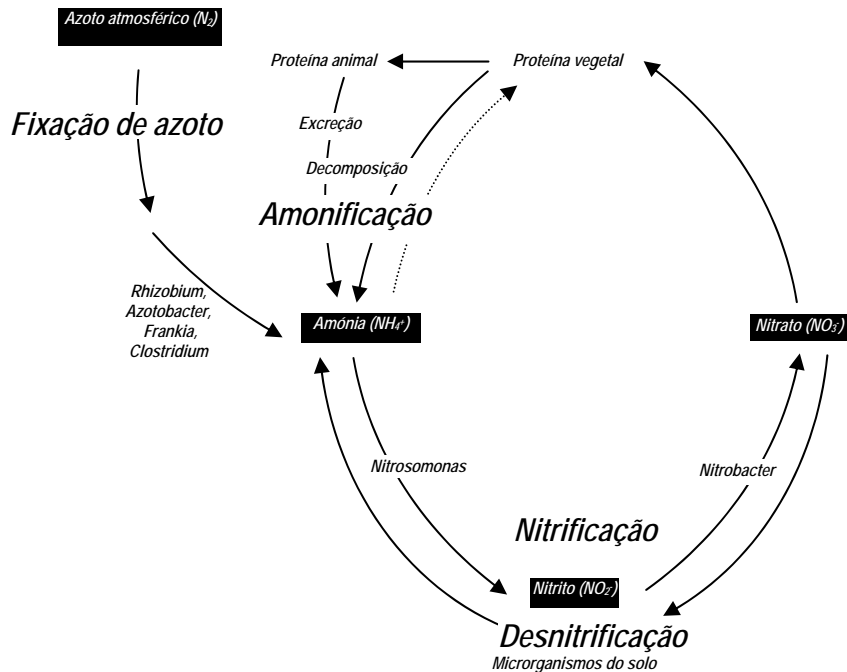 Azoto atmosférico (N₂)
Proteína animal
Proteína vegetal
Fixação de azoto
Excreção
Decomposição
Amonificação
Rhizobium,
Azotobacter,
Frankia,
Clostridium
Amónia (NH₄⁺)
Nitrato (NO₃⁻)
Nitrosomonas
Nitrobacter
Nitrificação
Nitrito (NO₂⁻)
Desnitrificação
Microrganismos do solo